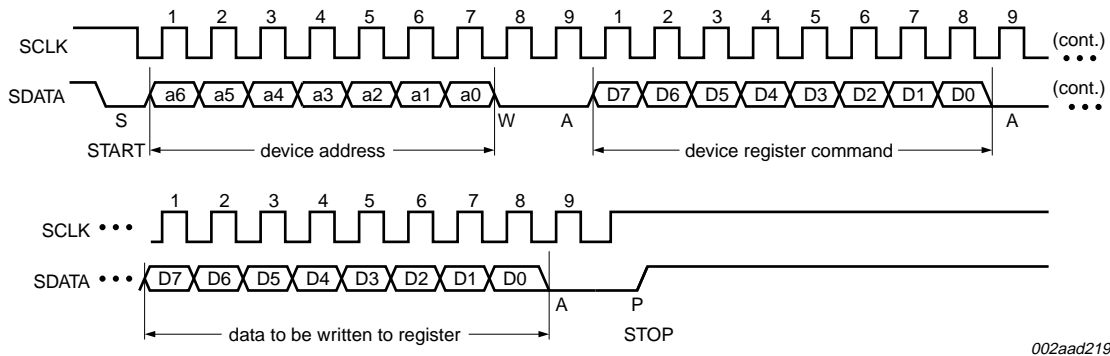 1 2 3 4 5 6 7 8 9 1 2 3 4 5 6 7 8 9
SCLK (cont.)
SDATA a6 a5 a4 a3 a2 a1 a0 D7 D6 D5 D4 D3 D2 D1 D0 (cont.)
S W A A
START device address device register command
1 2 3 4 5 6 7 8 9
SCLK
SDATA D7 D6 D5 D4 D3 D2 D1 D0
A P
data to be written to register STOP
002aad219